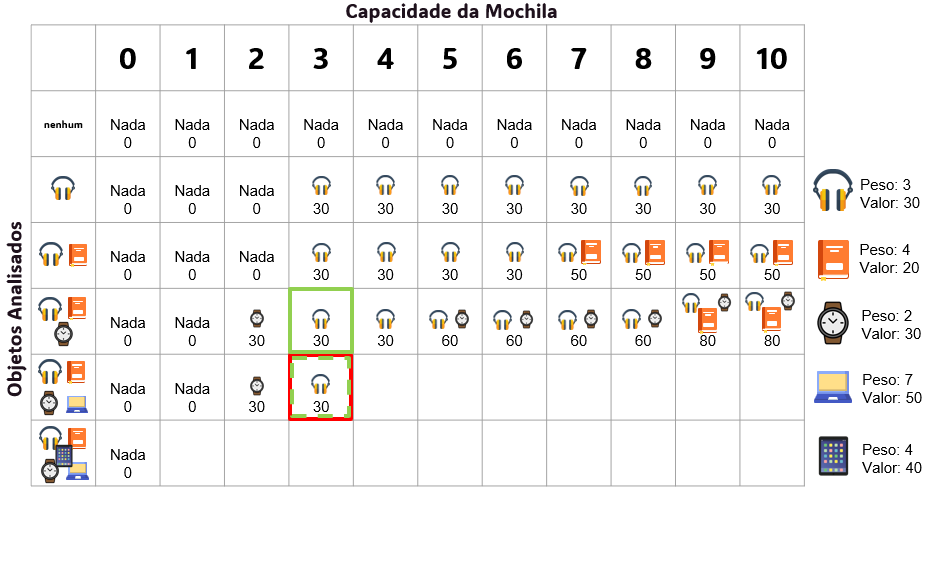 Capacidade da Mochila
0 1 2 3 4 5 6 7 8 9 10
Objetos Analisados
nenhum
Nada Nada Nada Nada Nada Nada Nada Nada Nada Nada Nada
0 0 0 0 0 0 0 0 0 0 0
Nada Nada Nada
0 0 0 30 30 30 30 30 30 30 30
Peso: 3
Valor: 30
Nada Nada Nada
0 0 0 30 30 30 30 50 50 50 50
Peso: 4
Valor: 20
Nada Nada
0 0 30 30 30 60 60 60 60 80 80
Peso: 2
Valor: 30
Nada Nada
0 0 30 30
Peso: 7
Valor: 50
Nada
0
Peso: 4
Valor: 40